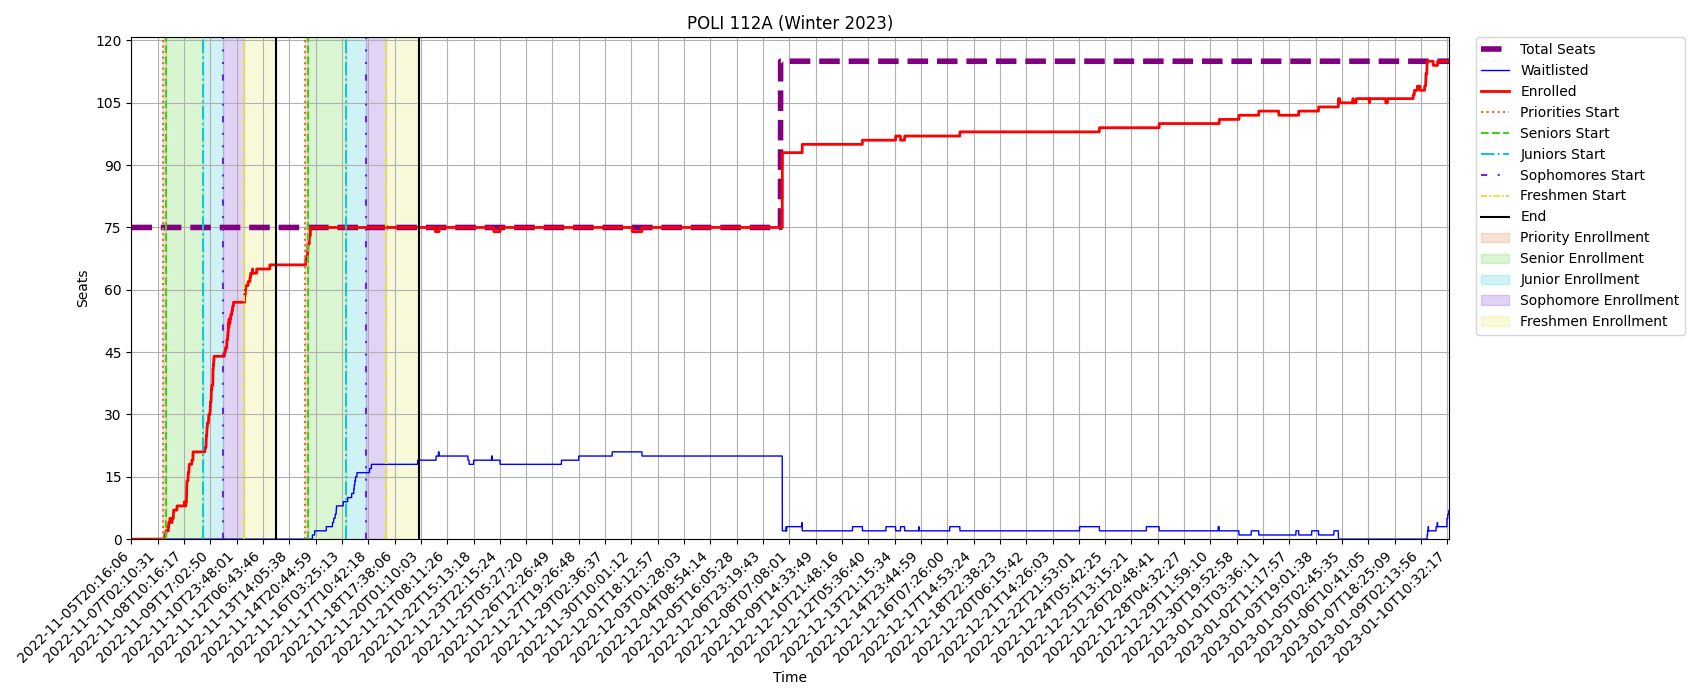 POLI 112A (Winter 2023)
Seats
120
105
90
75
60
45
30
15
0
2022-11-05T20:16:06
2022-11-07T02:10:31
2022-11-08T10:16:17
2022-11-09T17:02:50
2022-11-10T23:48:01
2022-11-12T06:43:46
2022-11-13T14:05:38
2022-11-14T20:44:59
2022-11-16T03:25:13
2022-11-17T10:42:18
2022-11-18T17:38:06
2022-11-20T01:10:03
2022-11-21T08:11:26
2022-11-22T15:13:18
2022-11-23T22:15:24
2022-11-25T05:27:20
2022-11-26T12:26:49
2022-11-27T19:26:48
2022-11-29T02:36:37
2022-11-30T10:01:12
2022-12-01T18:12:57
2022-12-03T01:28:03
2022-12-04T08:54:14
2022-12-05T16:05:28
2022-12-06T23:19:43
2022-12-08T07:08:01
2022-12-09T14:33:49
2022-12-10T21:48:16
2022-12-12T05:36:40
2022-12-13T21:15:34
2022-12-14T23:44:59
2022-12-16T07:26:00
2022-12-17T14:53:24
2022-12-18T22:38:23
2022-12-20T06:15:42
2022-12-21T14:26:03
2022-12-22T21:53:01
2022-12-24T05:42:25
2022-12-25T13:15:21
2022-12-26T20:48:41
2022-12-28T04:32:27
2022-12-29T11:59:10
2022-12-30T19:52:58
2023-01-01T03:36:11
2023-01-02T11:17:57
2023-01-03T19:01:38
2023-01-05T02:45:35
2023-01-06T10:41:05
2023-01-07T18:25:09
2023-01-09T02:13:56
2023-01-10T10:32:17
Time
Total Seats
Waitlisted
Enrolled
Priorities Start
Seniors Start
Juniors Start
Sophomores Start
Freshmen Start
End
Priority Enrollment
Senior Enrollment
Junior Enrollment
Sophomore Enrollment
Freshmen Enrollment